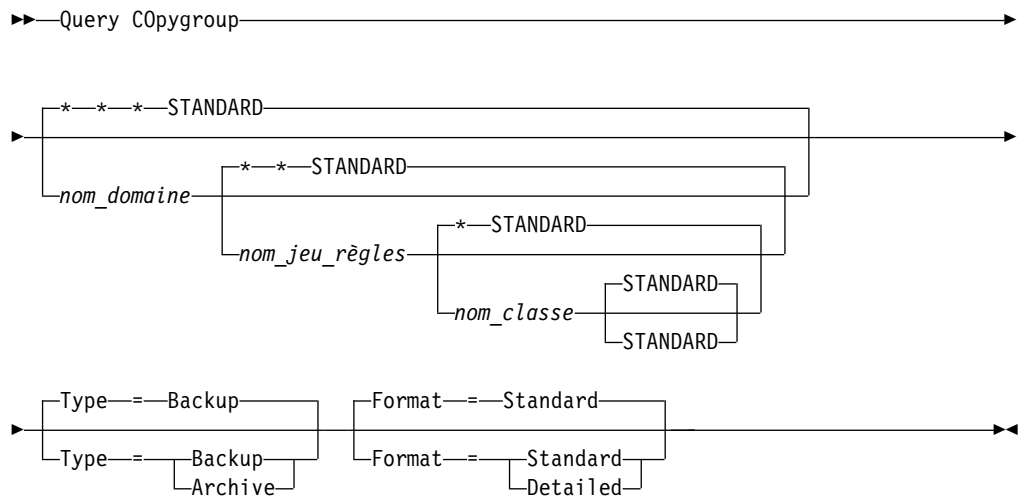 Query COpygroup
* * * STANDARD
nom_domaine
* * STANDARD
nom_jeu_règles
* STANDARD
nom_classe
STANDARD
STANDARD
Type = Backup
Type = Backup
Archive
Format = Standard
Format = Standard
Detailed